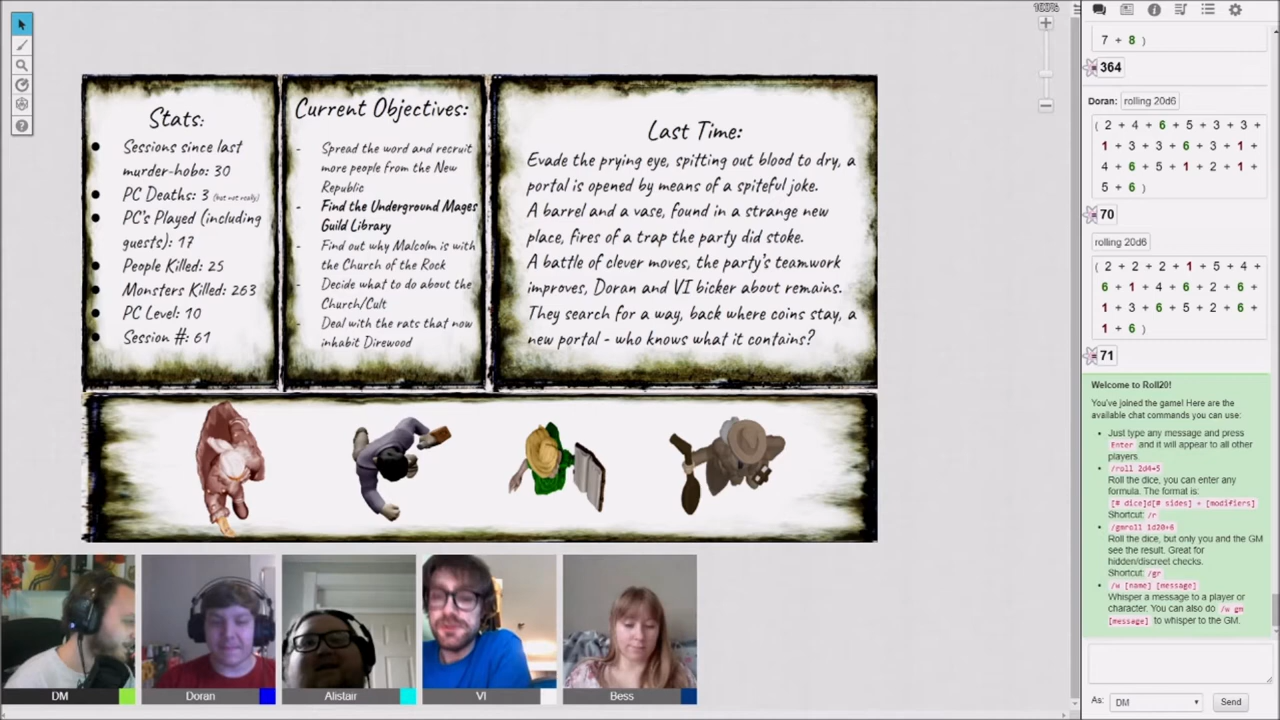 Stats:
Sessions since last
murder-hobo: 30
PC Deaths: 3 (but not really)
PC's Played (including
guests): 17
People Killed: 25
Monsters Killed: 263
PC Level: 10
Session #: 61
Current Objectives:
- Spread the word and recruit
more people from the New
Republic
- Find the Underground Mages
Guild Library
- Find out why Malcolm is with
the Church of the Rock
- Decide what to do about the
Church/Cult
- Deal with the rats that now
inhabit Direwood
Last Time:
Evade the prying eye, spitting out blood to dry, a
portal is opened by means of a spiteful joke.
A barrel and a vase, found in a strange new
place, fires of a trap the party did stoke.
A battle of clever moves, the party's teamwork
improves, Doran and VI bicker about remains.
They search for a way, back where coins stay, a
new portal - who knows what it contains?
DM
Doran
Alistair
VI
Bess
100%
7 + 8 )
364
Doran: rolling 20d6
( 2 + 4 + 6 + 5 + 3 + 3 +
1 + 3 + 3 + 6 + 3 + 1 +
4 + 6 + 5 + 1 + 2 + 1 +
5 + 6 )
70
rolling 20d6
( 2 + 2 + 2 + 1 + 5 + 4 +
6 + 1 + 4 + 6 + 2 + 6 +
1 + 3 + 6 + 5 + 2 + 6 +
1 + 6 )
71
Welcome to Roll20!
You've joined the game! Here are the
available chat commands you can use:
• Just type any message and press
Enter and it will appear to all other
players.
• /roll 2d4+5
Roll the dice, you can enter any
formula. The format is:
[# dice]d[# sides] + [modifiers]
Shortcut: /r
• /gmroll 1d20+6
Roll the dice, but only you and the GM
see the result. Great for
hidden/discreet checks.
Shortcut: /gr
• /w [name] [message]
Whisper a message to a player or
character. You can also do /w gm
[message] to whisper to the GM.
As: DM Send